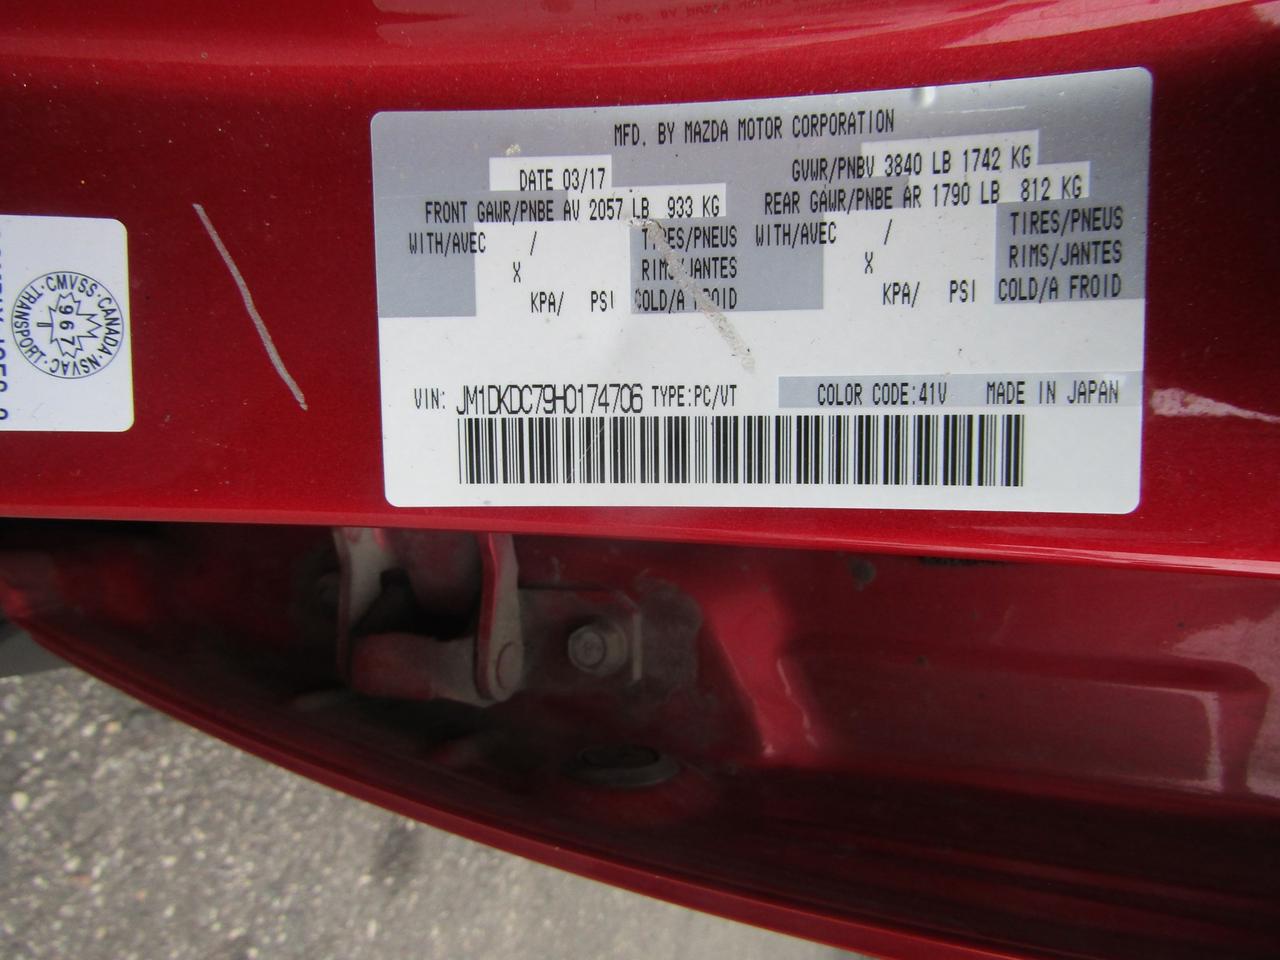 MFD. BY MAZDA MOTOR CORPORATION
DATE 03/17
GVWR/PNBV 3840 LB 1742 KG
FRONT GAWR/PNBE AV 2057 LB 933 KG
REAR GAWR/PNBE AR 1790 LB 812 KG
WITH/AVEC / TIRES/PNEUS WITH/AVEC / TIRES/PNEUS
X RIMS/JANTES X RIMS/JANTES
KPA/ PSI COLD/A FROID KPA/ PSI COLD/A FROID
VIN: JM1DKDC79H0174706 TYPE:PC/VT COLOR CODE:41V MADE IN JAPAN
CMVSS·CANADA·NSVAC·TRANSPORT·
967